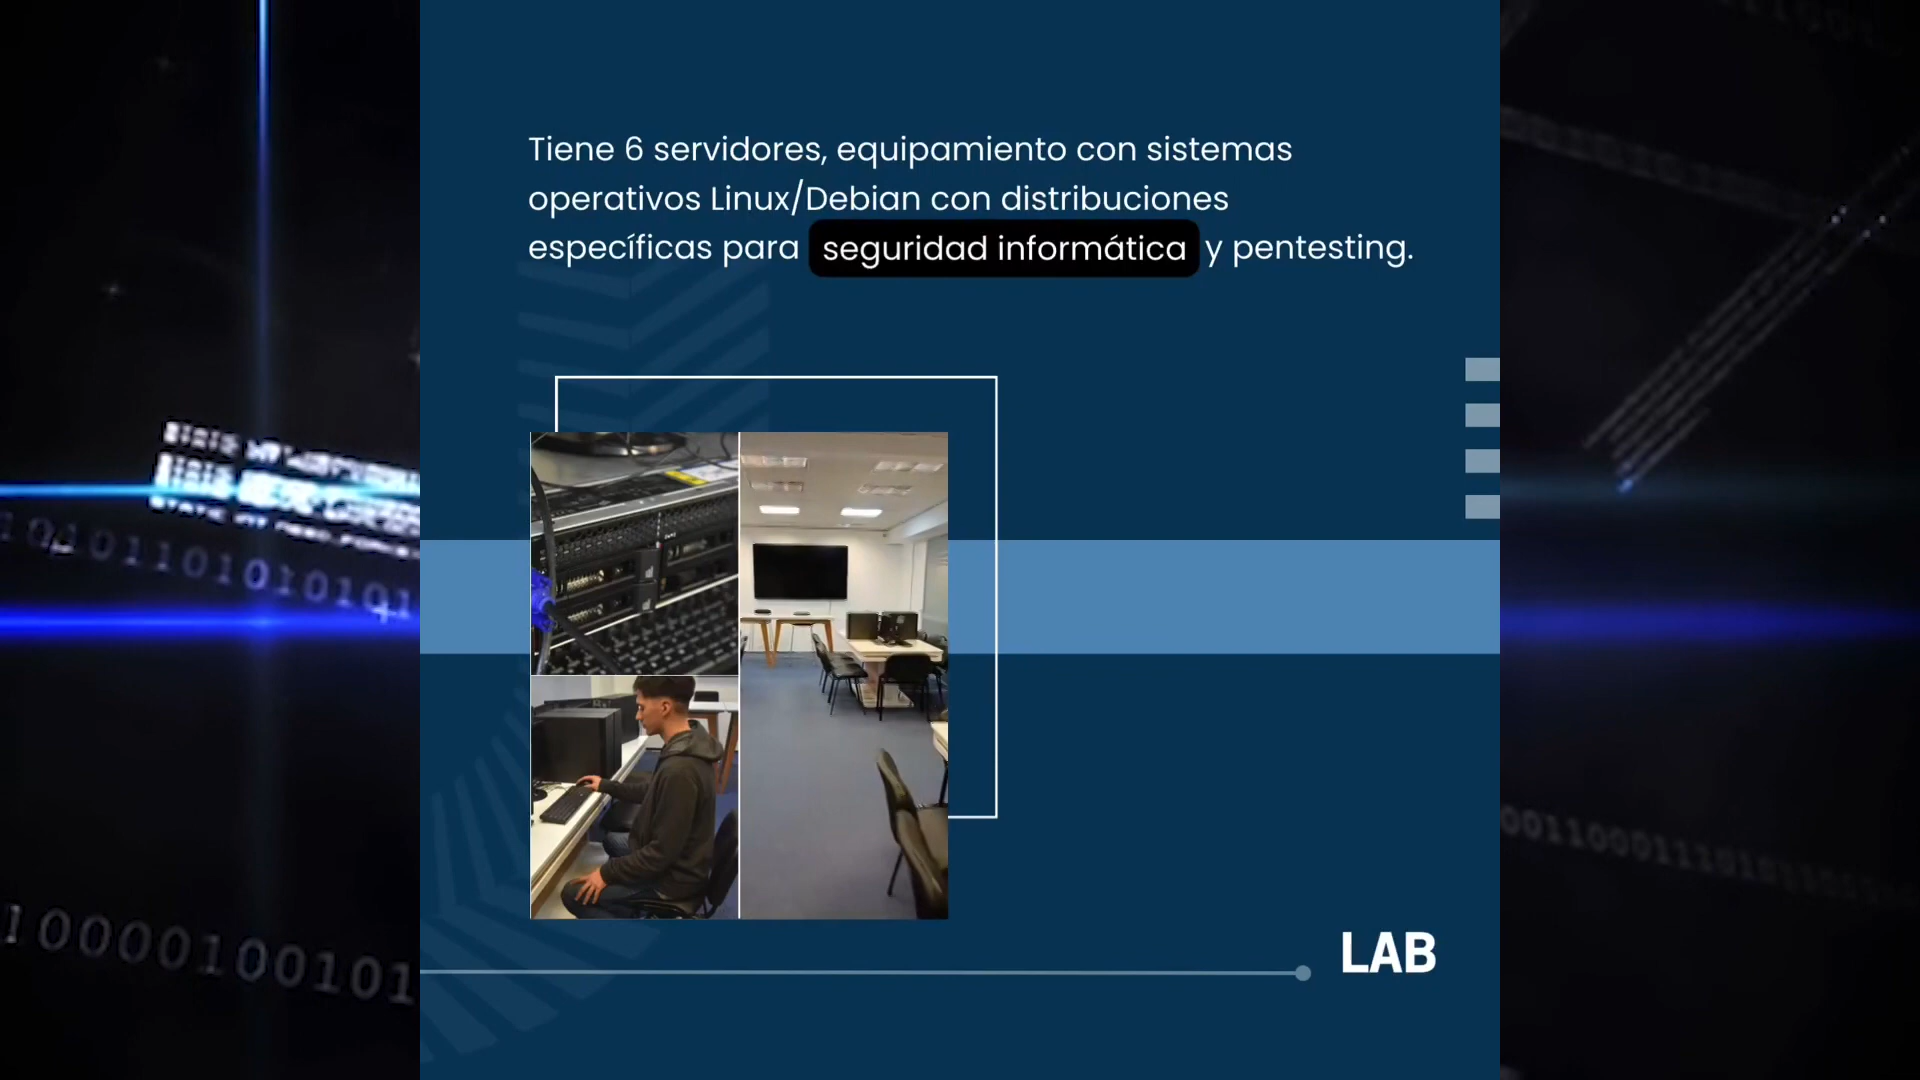 Tiene 6 servidores, equipamiento con sistemas
operativos Linux/Debian con distribuciones
específicas para seguridad informática y pentesting.
LAB